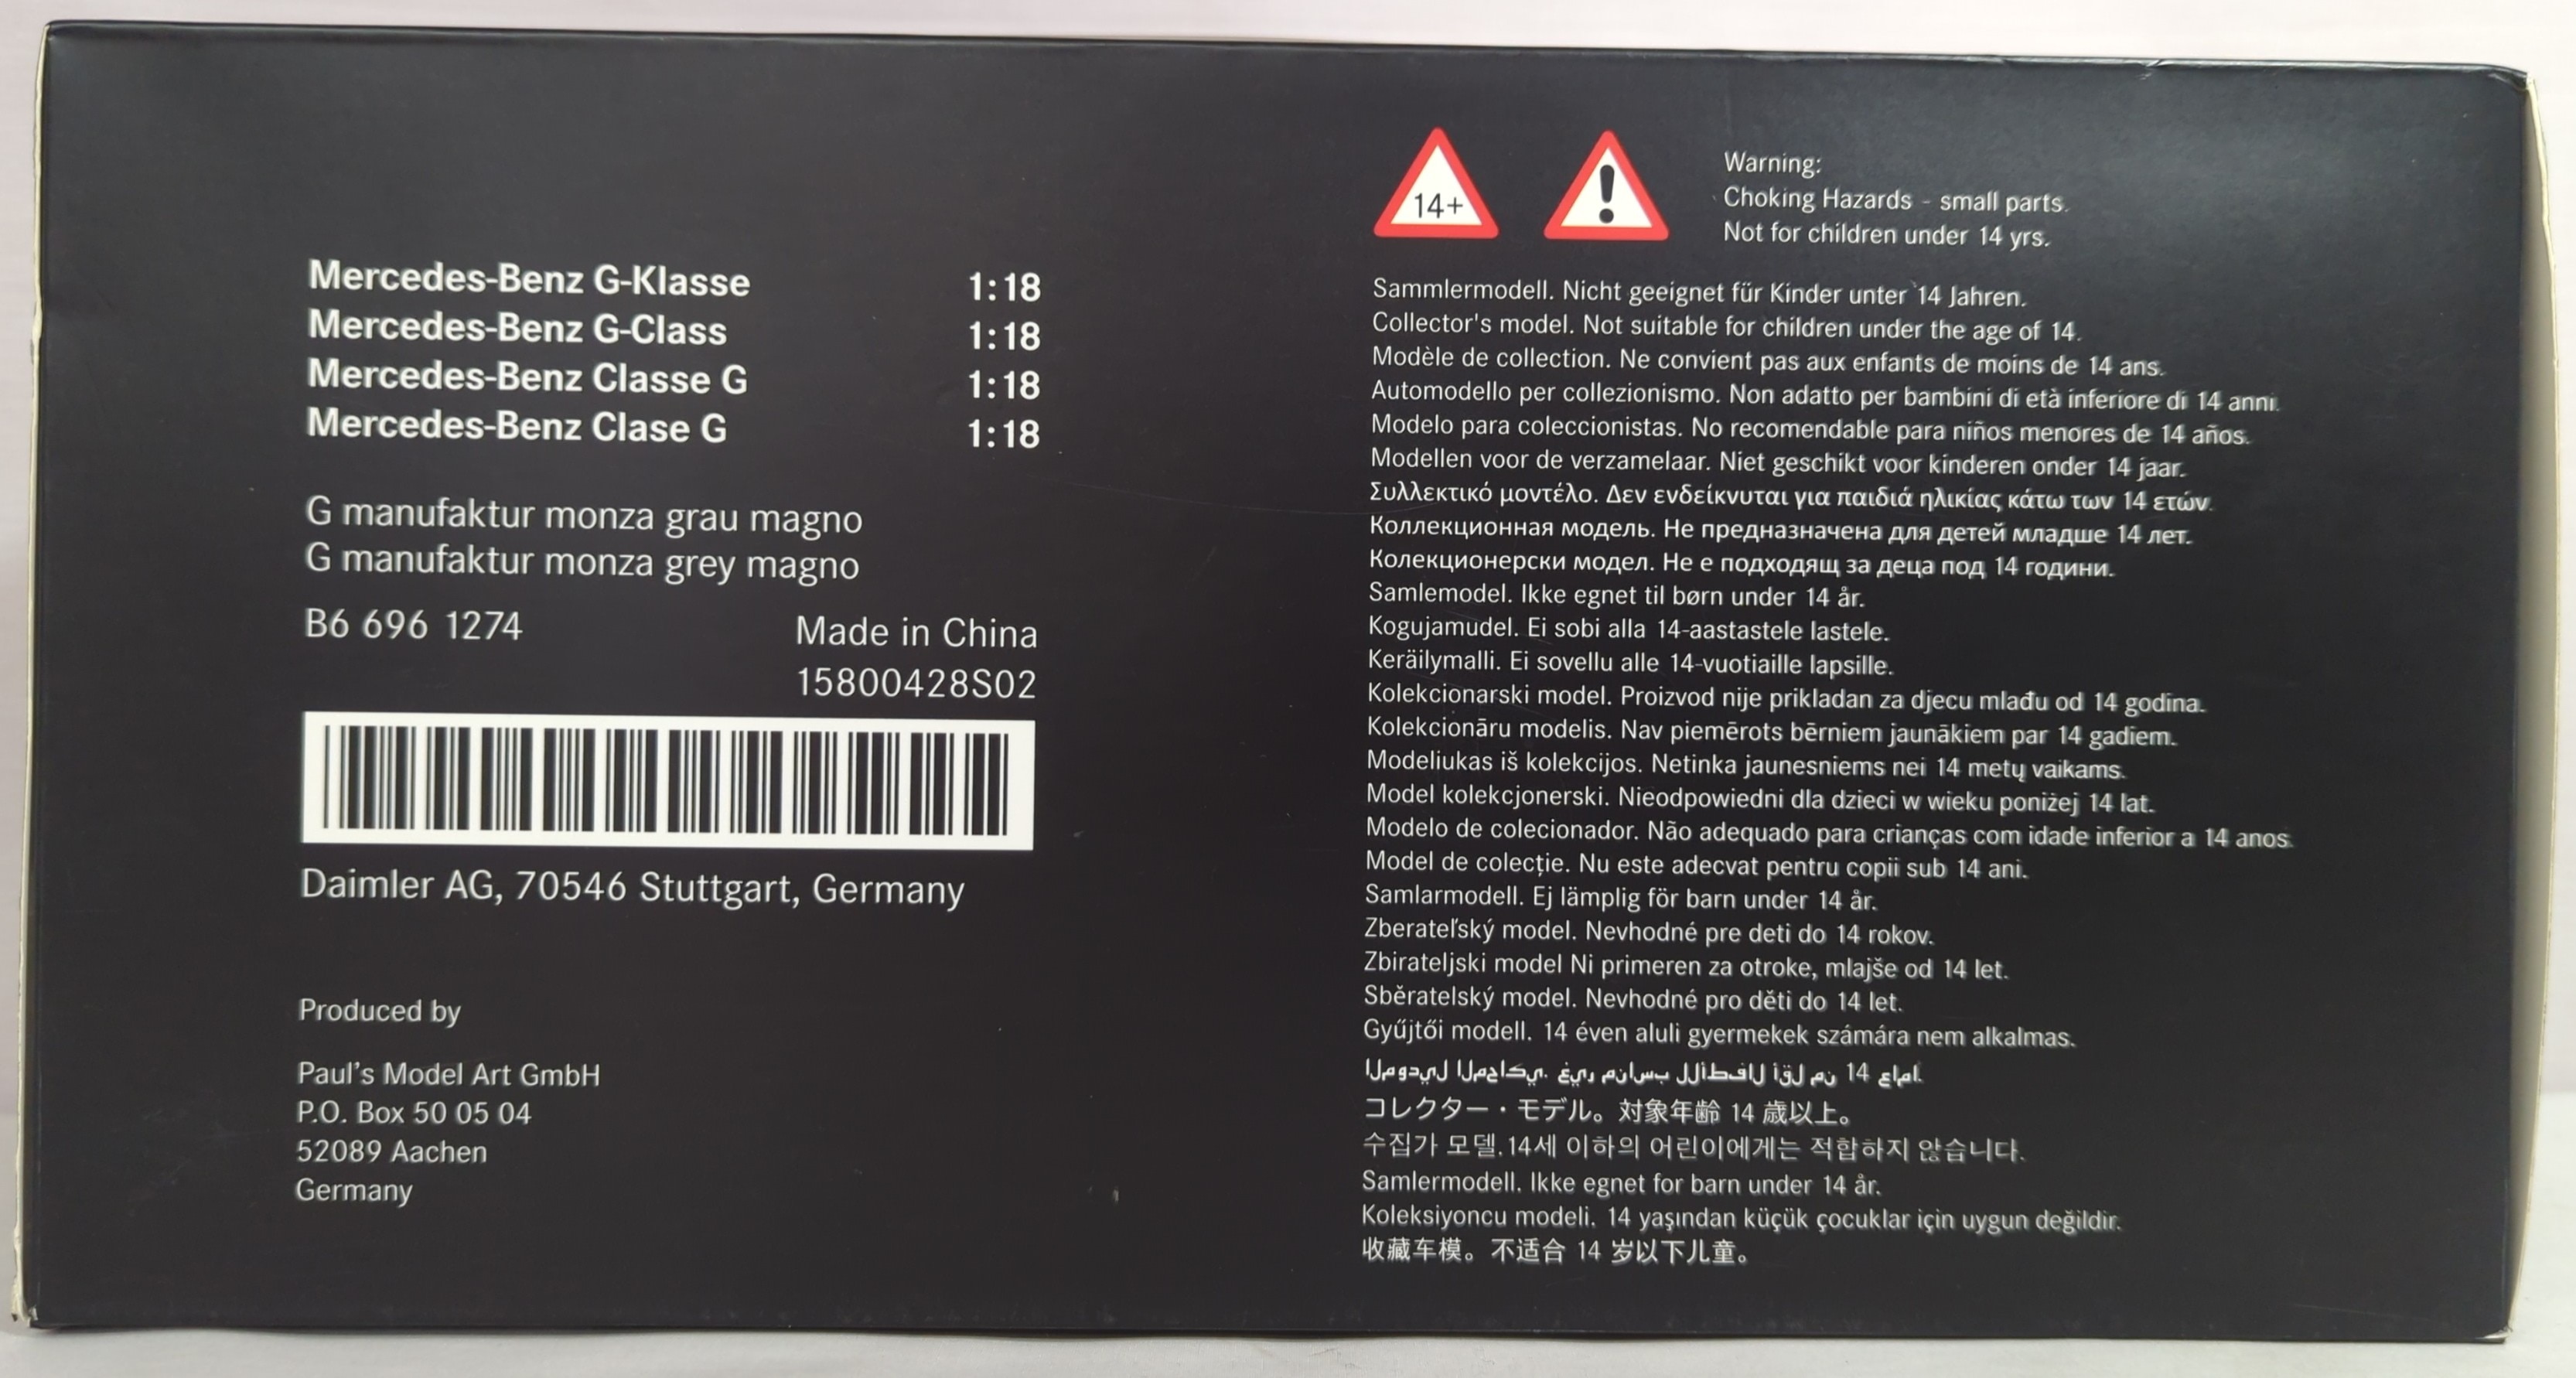 Mercedes-Benz G-Klasse 1:18
Mercedes-Benz G-Class 1:18
Mercedes-Benz Classe G 1:18
Mercedes-Benz Clase G 1:18
G manufaktur monza grau magno
G manufaktur monza grey magno
B6 696 1274 Made in China
15800428S02
Daimler AG, 70546 Stuttgart, Germany
Produced by
Paul's Model Art GmbH
P.O. Box 50 05 04
52089 Aachen
Germany
14+
Warning:
Choking Hazards - small parts.
Not for children under 14 yrs.
Sammlermodell. Nicht geeignet für Kinder unter 14 Jahren.
Collector's model. Not suitable for children under the age of 14.
Modèle de collection. Ne convient pas aux enfants de moins de 14 ans.
Automodello per collezionismo. Non adatto per bambini di età inferiore di 14 anni.
Modelo para coleccionistas. No recomendable para niños menores de 14 años.
Modellen voor de verzamelaar. Niet geschikt voor kinderen onder 14 jaar.
Συλλεκτικό μοντέλο. Δεν ενδείκνυται για παιδιά ηλικίας κάτω των 14 ετών.
Коллекционная модель. Не предназначена для детей младше 14 лет.
Колекционерски модел. Не е подходящ за деца под 14 години.
Samlemodel. Ikke egnet til børn under 14 år.
Kogujamudel. Ei sobi alla 14-aastastele lastele.
Keräilymalli. Ei sovellu alle 14-vuotiaille lapsille.
Kolekcionarski model. Proizvod nije prikladan za djecu mlađu od 14 godina.
Kolekcionāru modelis. Nav piemērots bērniem jaunākiem par 14 gadiem.
Modeliukas iš kolekcijos. Netinka jaunesniems nei 14 metų vaikams.
Model kolekcjonerski. Nieodpowiedni dla dzieci w wieku poniżej 14 lat.
Modelo de colecionador. Não adequado para crianças com idade inferior a 14 anos.
Model de colecție. Nu este adecvat pentru copii sub 14 ani.
Samlarmodell. Ej lämplig för barn under 14 år.
Zberateľský model. Nevhodné pre deti do 14 rokov.
Zbirateljski model Ni primeren za otroke, mlajše od 14 let.
Sběratelský model. Nevhodné pro děti do 14 let.
Gyűjtői modell. 14 éven aluli gyermekek számára nem alkalmas.
الموديل المحاكي. غير مناسب للأطفال لأقل من 14 عاما.
コレクター・モデル。対象年齢 14 歳以上。
수집가 모델. 14세 이하의 어린이에게는 적합하지 않습니다.
Samlermodell. Ikke egnet for barn under 14 år.
Koleksiyoncu modeli. 14 yaşından küçük çocuklar için uygun değildir.
收藏车模。不适合 14 岁以下儿童。